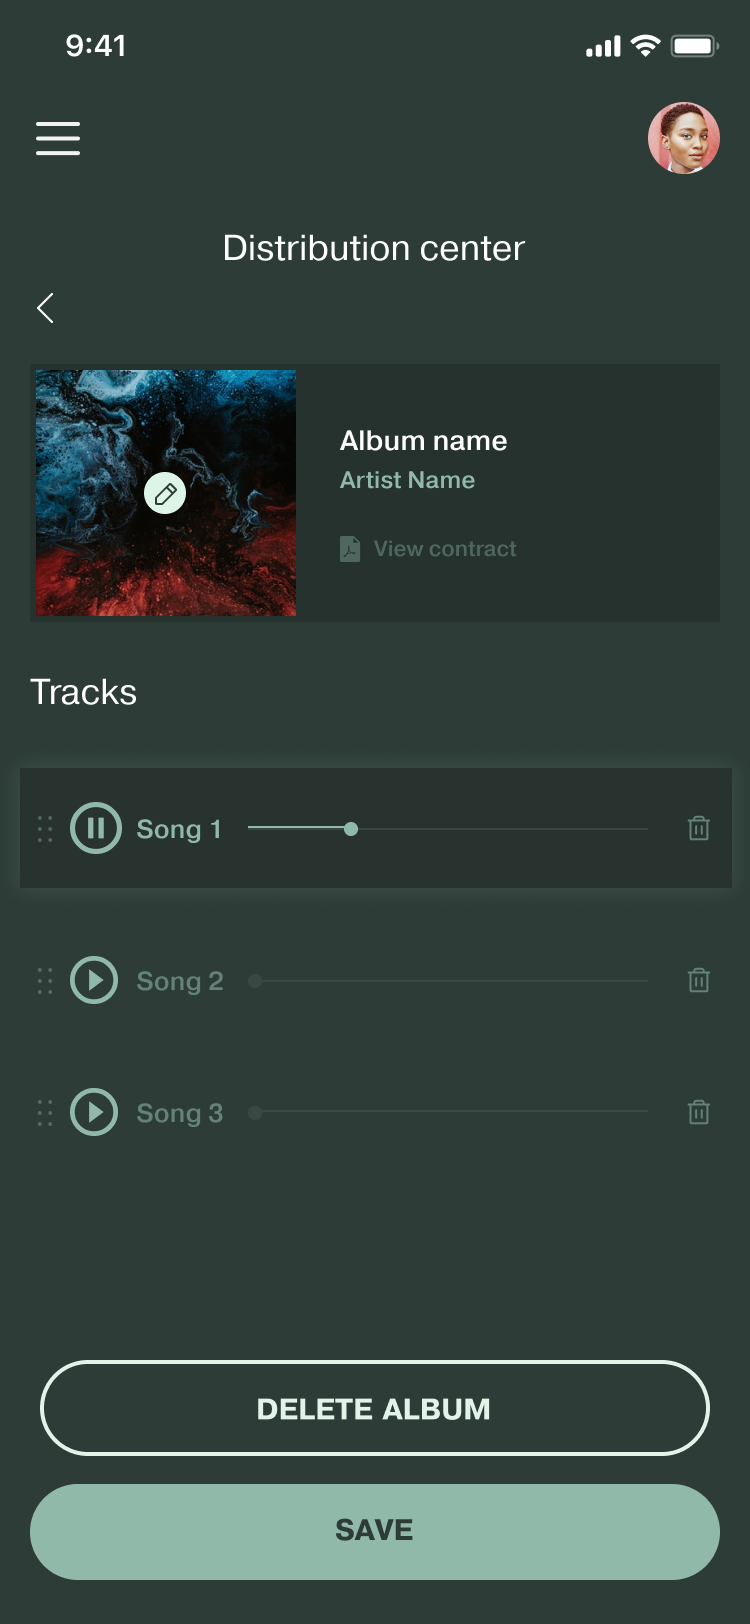 9:41
Distribution center
Album name
Artist Name
View contract
Tracks
Song 1
Song 2
Song 3
DELETE ALBUM
SAVE